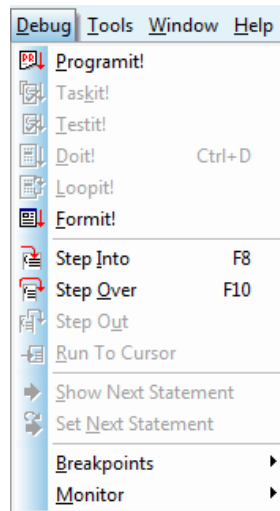 Debug Tools Window Help
Programit!
Taskit!
Testit!
Doit! Ctrl+D
Loopit!
Formit!
Step Into F8
Step Over F10
Step Out
Run To Cursor
Show Next Statement
Set Next Statement
Breakpoints
Monitor